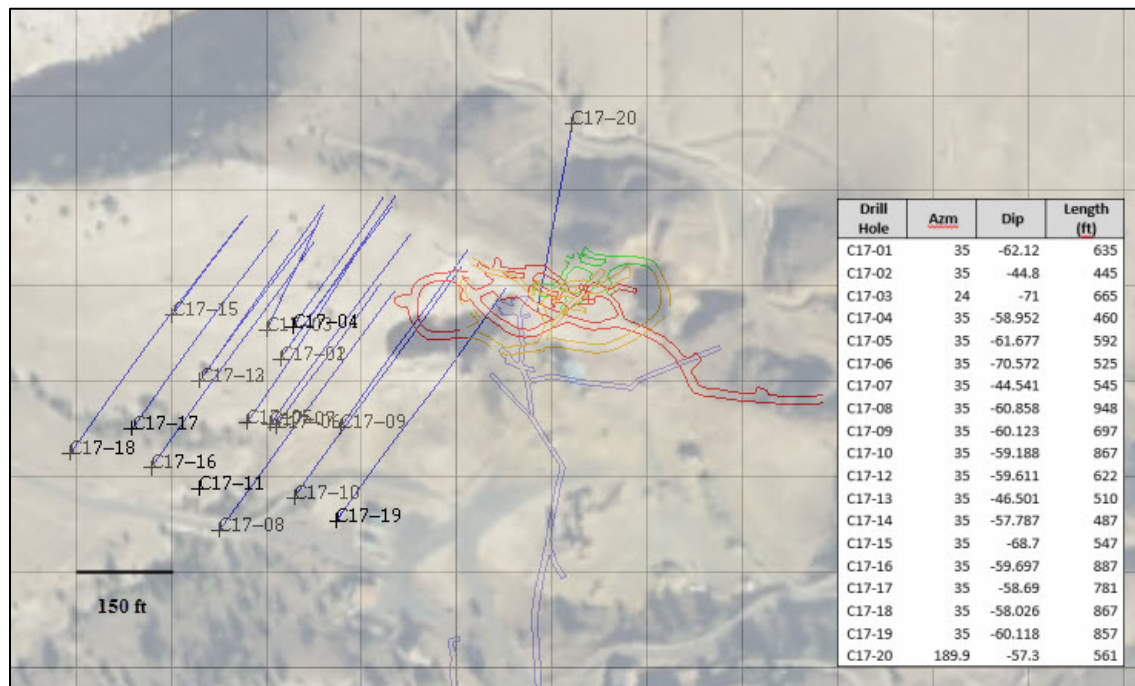 C17-20
C17-15
C17-04
C17-13
C17-09
C17-17
C17-18
C17-16
C17-11
C17-10
C17-08
C17-19
150 ft
Drill Hole Azm Dip Length (ft)
C17-01 35 -62.12 635
C17-02 35 -44.8 445
C17-03 24 -71 665
C17-04 35 -58.952 460
C17-05 35 -61.677 592
C17-06 35 -70.572 525
C17-07 35 -44.541 545
C17-08 35 -60.858 948
C17-09 35 -60.123 697
C17-10 35 -59.188 867
C17-12 35 -59.611 622
C17-13 35 -46.501 510
C17-14 35 -57.787 487
C17-15 35 -68.7 547
C17-16 35 -59.697 887
C17-17 35 -58.69 781
C17-18 35 -58.026 867
C17-19 35 -60.118 857
C17-20 189.9 -57.3 561